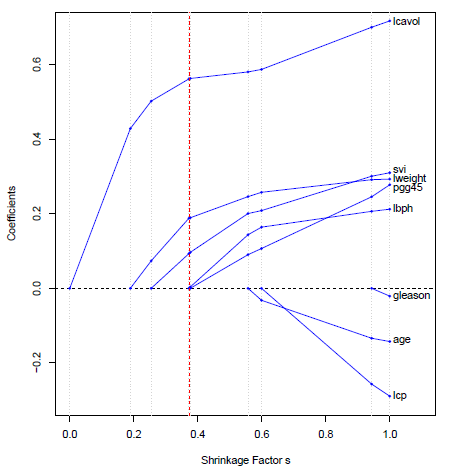 lcavol
svi
lweight
pgg45
lbph
gleason
age
lcp
Coefficients
0.6
0.4
0.2
0.0
−0.2
0.0 0.2 0.4 0.6 0.8 1.0
Shrinkage Factor s